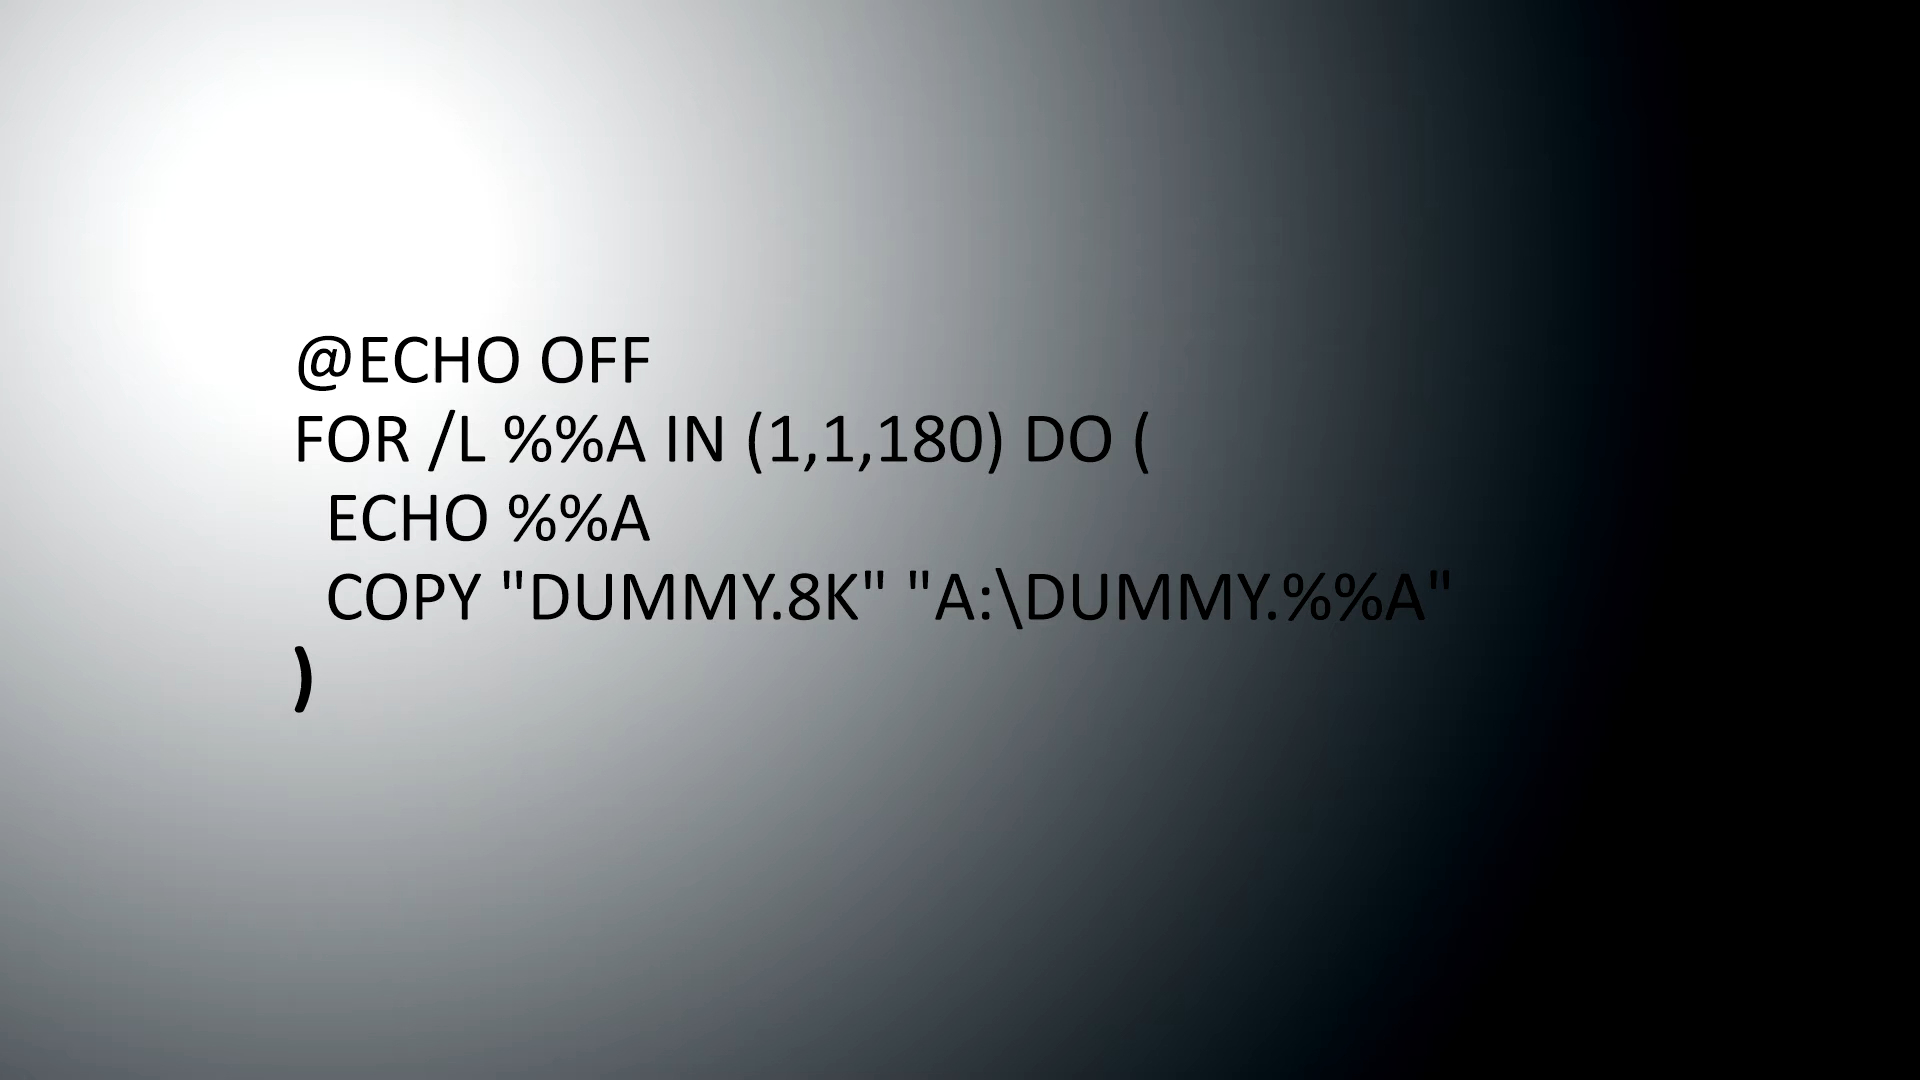 @ECHO OFF
FOR /L %%A IN (1,1,180) DO (
  ECHO %%A
  COPY "DUMMY.8K" "A:\DUMMY.%%A"
)